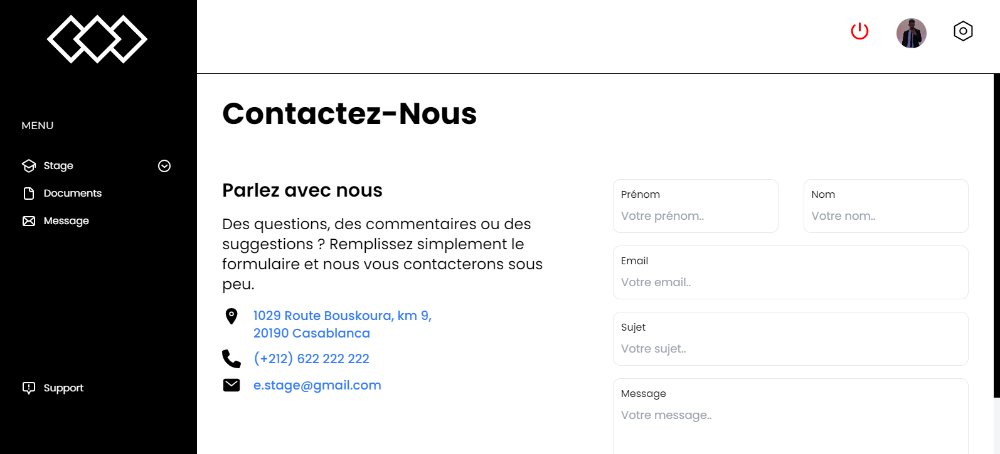 MENU
Stage
Documents
Message
Support
Contactez-Nous
Parlez avec nous
Des questions, des commentaires ou des
suggestions ? Remplissez simplement le
formulaire et nous vous contacterons sous
peu.
1029 Route Bouskoura, km 9,
20190 Casablanca
(+212) 622 222 222
e.stage@gmail.com
Prénom
Votre prénom..
Nom
Votre nom..
Email
Votre email..
Sujet
Votre sujet..
Message
Votre message..